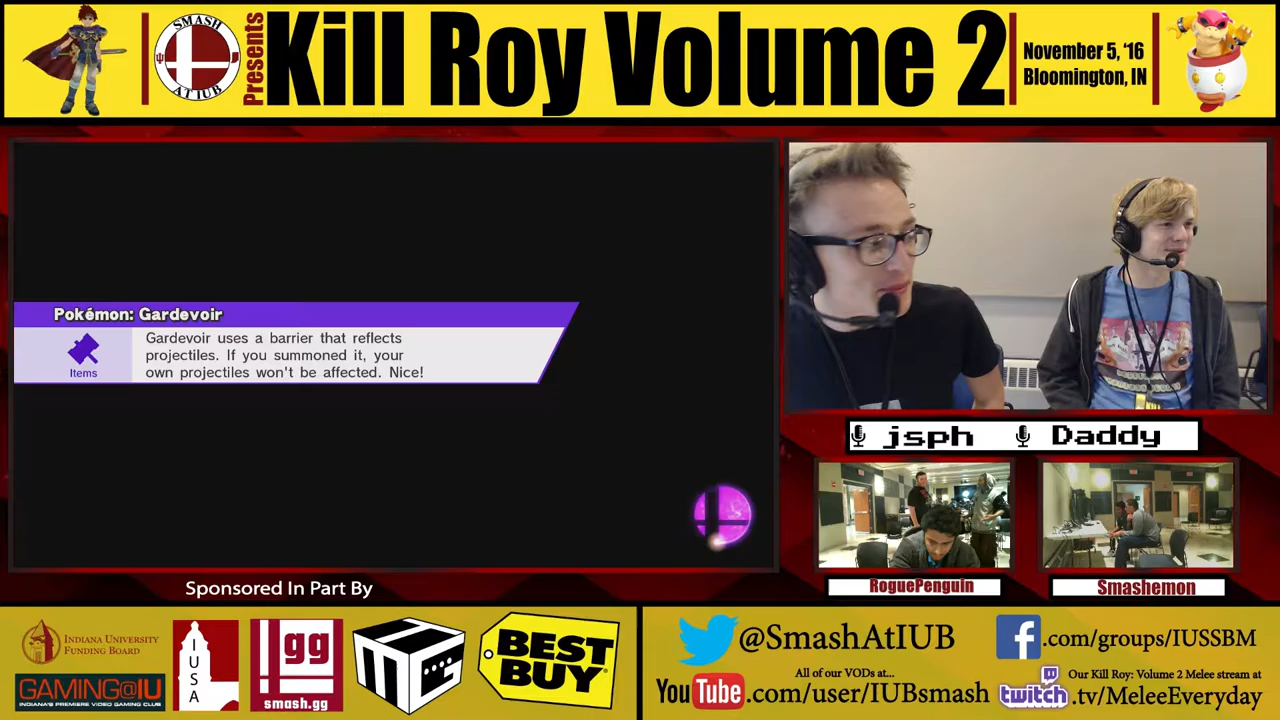 SMASH
AT IUB
Presents
Kill Roy Volume 2
November 5, ‘16
Bloomington, IN
Pokémon: Gardevoir
Items
Gardevoir uses a barrier that reflects
projectiles. If you summoned it, your
own projectiles won't be affected. Nice!
jsph
Daddy
RoguePenguin
Smashemon
Sponsored In Part By
INDIANA UNIVERSITY
FUNDING BOARD
GAMING@IU
INDIANA'S PREMIERE VIDEO GAMING CLUB
IUSA
gg
smash.gg
BEST
BUY
@SmashAtIUB
f.com/groups/IUSSBM
All of our VODs at...
YouTube.com/user/IUBsmash
Our Kill Roy: Volume 2 Melee stream at
twitch.tv/MeleeEveryday